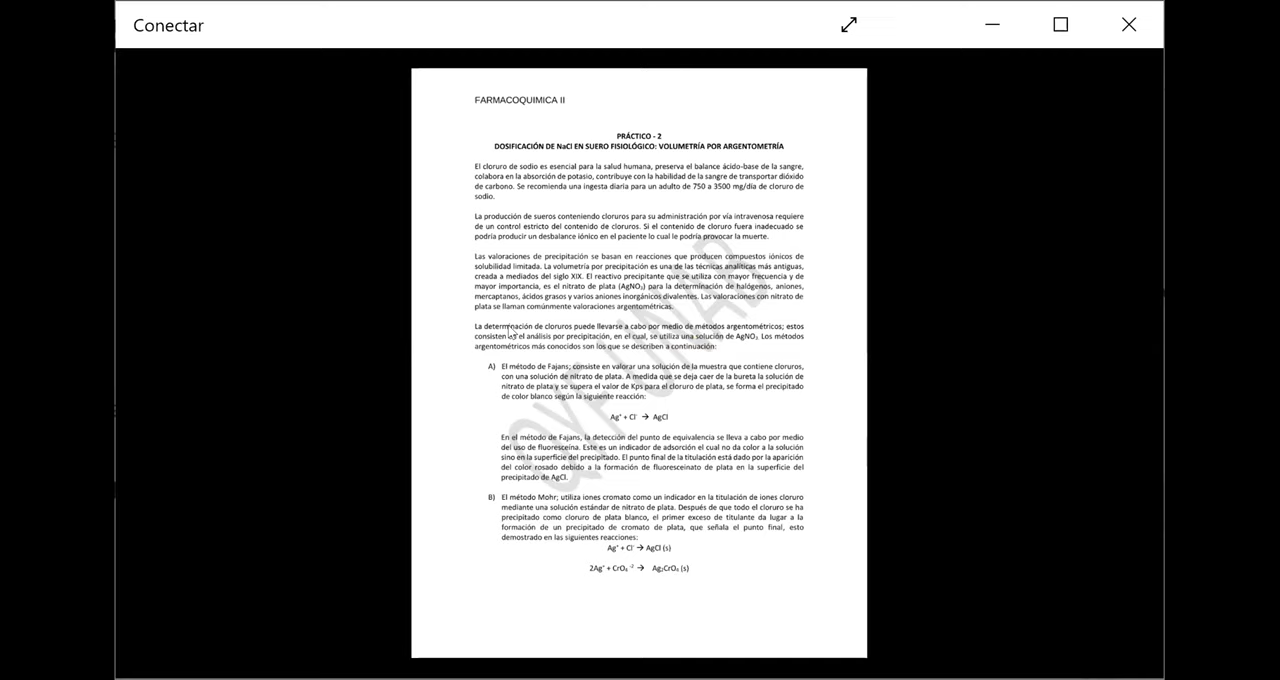 Conectar
FARMACOQUIMICA II
PRÁCTICO - 2
DOSIFICACIÓN DE NaCl EN SUERO FISIOLÓGICO: VOLUMETRÍA POR ARGENTOMETRÍA
El cloruro de sodio es esencial para la salud humana, preserva el balance ácido-base de la sangre,
colabora en la absorción de potasio, contribuye con la habilidad de la sangre de transportar dióxido
de carbono. Se recomienda una ingesta diaria para un adulto de 750 a 3500 mg/día de cloruro de
sodio.
La producción de sueros conteniendo cloruros para su administración por vía intravenosa requiere
de un control estricto del contenido de cloruros. Si el contenido de cloruro fuera inadecuado se
podría producir un desbalance iónico en el paciente lo cual le podría provocar la muerte.
Las valoraciones de precipitación se basan en reacciones que producen compuestos iónicos de
solubilidad limitada. La volumetría por precipitación es una de las técnicas analíticas más antiguas,
creada a mediados del siglo XIX. El reactivo precipitante que se utiliza con mayor frecuencia y de
mayor importancia, es el nitrato de plata (AgNO₃) para la determinación de halógenos, aniones,
mercaptanos, ácidos grasos y varios aniones inorgánicos divalentes. Las valoraciones con nitrato de
plata se llaman comúnmente valoraciones argentométricas.
La determinación de cloruros puede llevarse a cabo por medio de métodos argentométricos; estos
consisten en el análisis por precipitación, en el cual, se utiliza una solución de AgNO₃. Los métodos
argentométricos más conocidos son los que se describen a continuación:
A) El método de Fajans; consiste en valorar una solución de la muestra que contiene cloruros,
con una solución de nitrato de plata. A medida que se deja caer de la bureta la solución de
nitrato de plata y se supera el valor de Kps para el cloruro de plata, se forma el precipitado
de color blanco según la siguiente reacción:
Ag⁺ + Cl⁻ → AgCl
En el método de Fajans, la detección del punto de equivalencia se lleva a cabo por medio
del uso de fluoresceína. Este es un indicador de adsorción el cual no da color a la solución
sino en la superficie del precipitado. El punto final de la titulación está dado por la aparición
del color rosado debido a la formación de fluoresceinato de plata en la superficie del
precipitado de AgCl.
B) El método Mohr; utiliza iones cromato como un indicador en la titulación de iones cloruro
mediante una solución estándar de nitrato de plata. Después de que todo el cloruro se ha
precipitado como cloruro de plata blanco, el primer exceso de titulante da lugar a la
formación de un precipitado de cromato de plata, que señala el punto final, esto
demostrado en las siguientes reacciones:
Ag⁺ + Cl⁻ → AgCl (s)
2Ag⁺ + CrO₄ ⁻² → Ag₂CrO₄ (s)
QYF UNAB